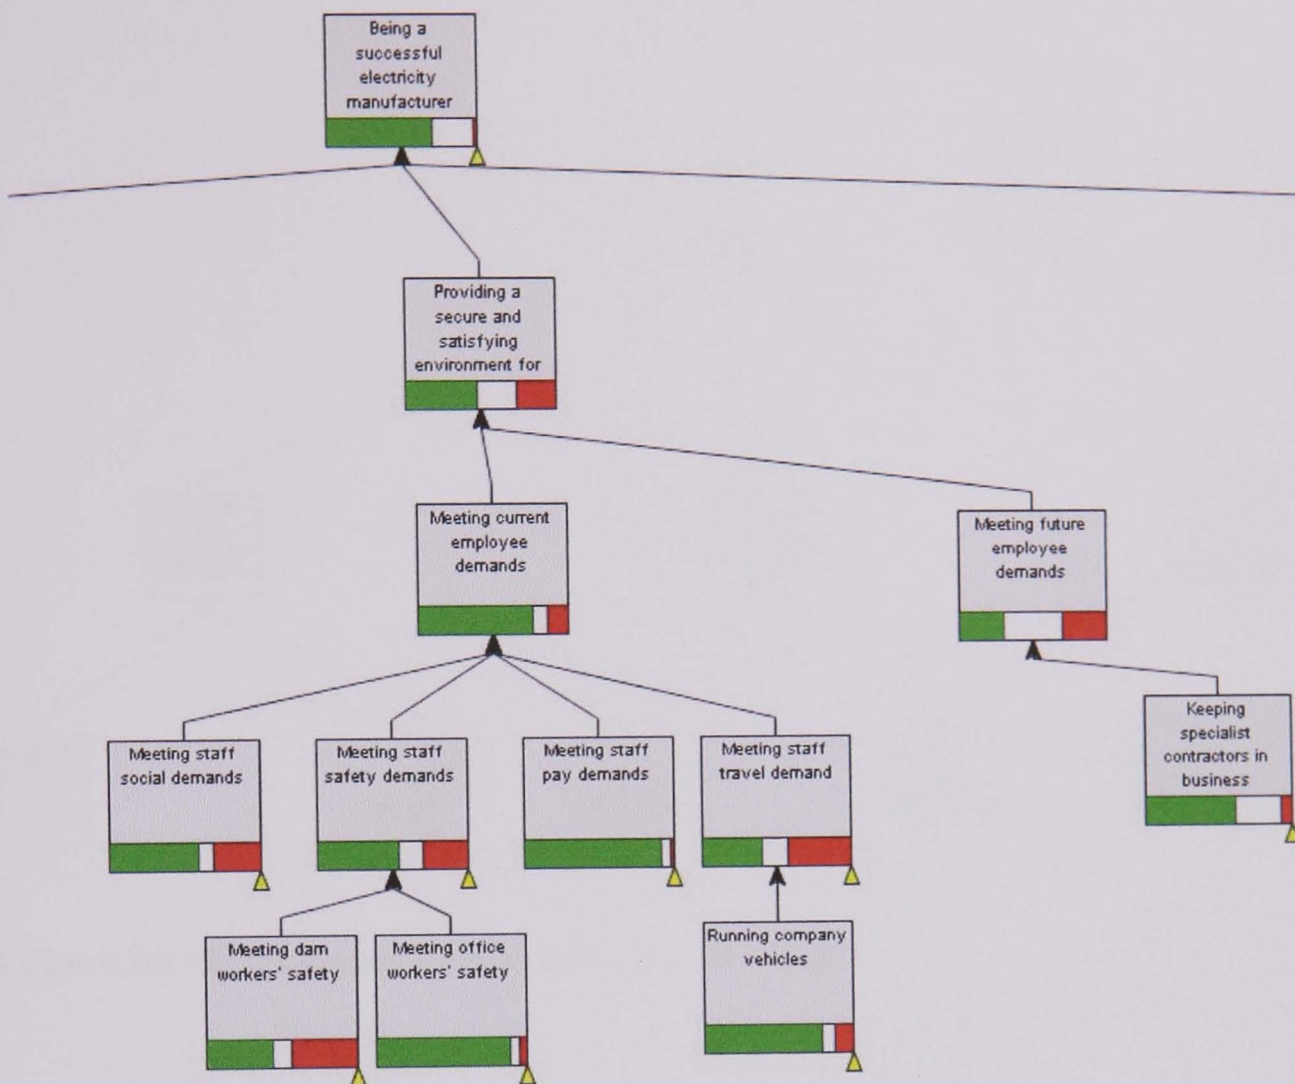 Being a
successful
electricity
manufacturer
Providing a
secure and
satisfying
environment for
Meeting current
employee
demands
Meeting future
employee
demands
Meeting staff
social demands
Meeting staff
safety demands
Meeting staff
pay demands
Meeting staff
travel demand
Keeping
specialist
contractors in
business
Meeting dam
workers' safety
Meeting office
workers' safety
Running company
vehicles